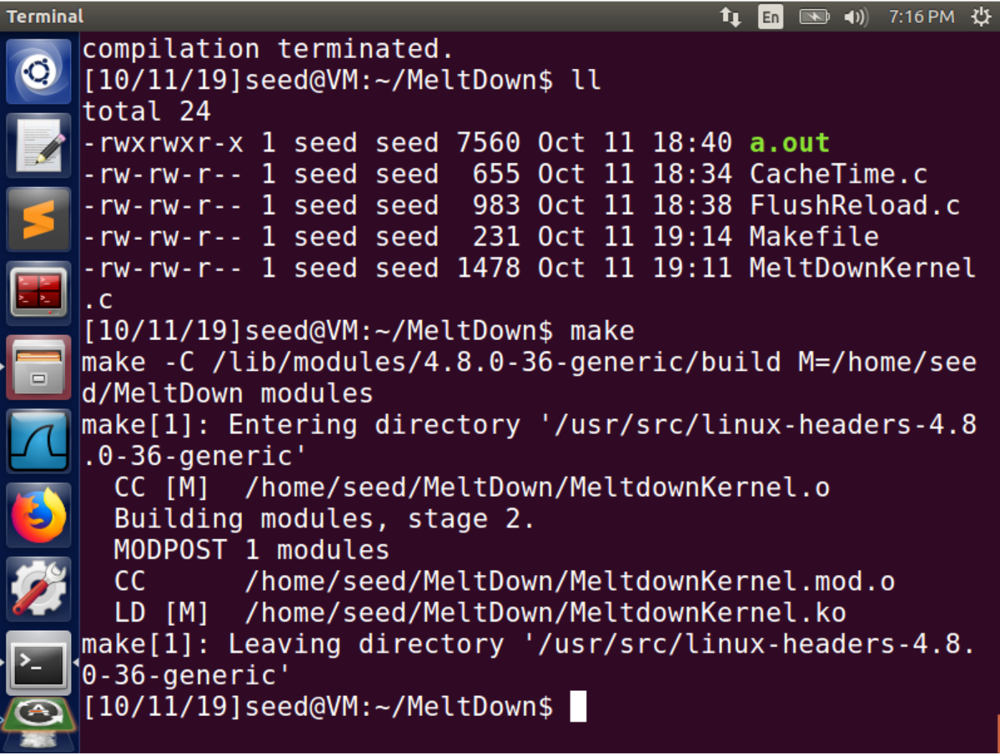 Terminal En 7:16 PM
compilation terminated.
[10/11/19]seed@VM:~/MeltDown$ ll
total 24
-rwxrwxr-x 1 seed seed 7560 Oct 11 18:40 a.out
-rw-rw-r-- 1 seed seed  655 Oct 11 18:34 CacheTime.c
-rw-rw-r-- 1 seed seed  983 Oct 11 18:38 FlushReload.c
-rw-rw-r-- 1 seed seed  231 Oct 11 19:14 Makefile
-rw-rw-r-- 1 seed seed 1478 Oct 11 19:11 MeltDownKernel
.c
[10/11/19]seed@VM:~/MeltDown$ make
make -C /lib/modules/4.8.0-36-generic/build M=/home/see
d/MeltDown modules
make[1]: Entering directory '/usr/src/linux-headers-4.8
.0-36-generic'
  CC [M]  /home/seed/MeltDown/MeltdownKernel.o
  Building modules, stage 2.
  MODPOST 1 modules
  CC      /home/seed/MeltDown/MeltdownKernel.mod.o
  LD [M]  /home/seed/MeltDown/MeltdownKernel.ko
make[1]: Leaving directory '/usr/src/linux-headers-4.8.
0-36-generic'
[10/11/19]seed@VM:~/MeltDown$